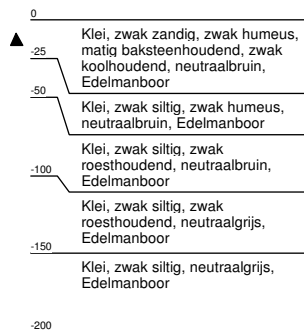 0
Klei, zwak zandig, zwak humeus,
matig baksteenhoudend, zwak
koolhoudend, neutraalbruin,
Edelmanboor
-25
Klei, zwak siltig, zwak humeus,
neutraalbruin, Edelmanboor
-50
Klei, zwak siltig, zwak
roesthoudend, neutraalbruin,
Edelmanboor
-100
Klei, zwak siltig, zwak
roesthoudend, neutraalgrijs,
Edelmanboor
-150
Klei, zwak siltig, neutraalgrijs,
Edelmanboor
-200